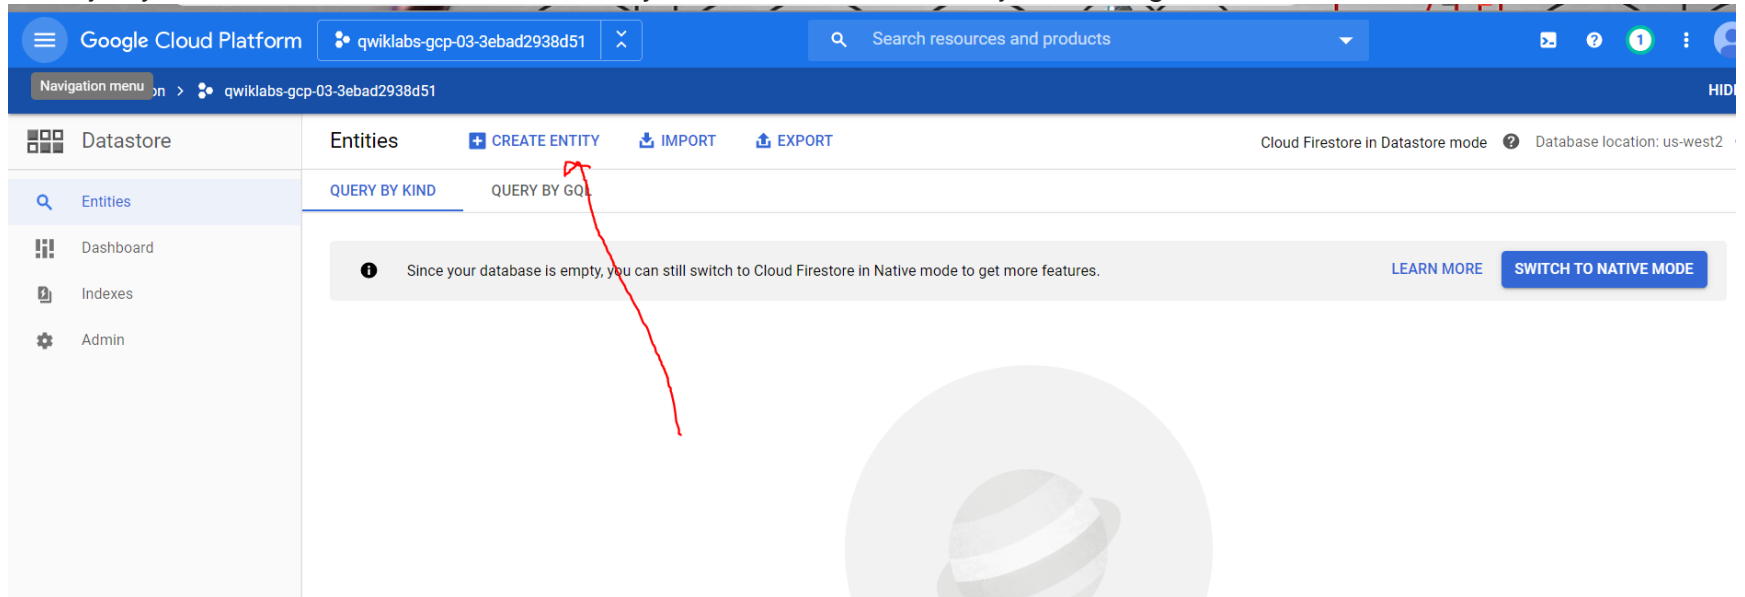 Google Cloud Platform qwiklabs-gcp-03-3ebad2938d51 Search resources and products 1
Navigation menu on > qwiklabs-gcp-03-3ebad2938d51 HID
Datastore Entities CREATE ENTITY IMPORT EXPORT Cloud Firestore in Datastore mode Database location: us-west2
Entities
Dashboard
Indexes
Admin
QUERY BY KIND QUERY BY GQL
Since your database is empty, you can still switch to Cloud Firestore in Native mode to get more features. LEARN MORE SWITCH TO NATIVE MODE